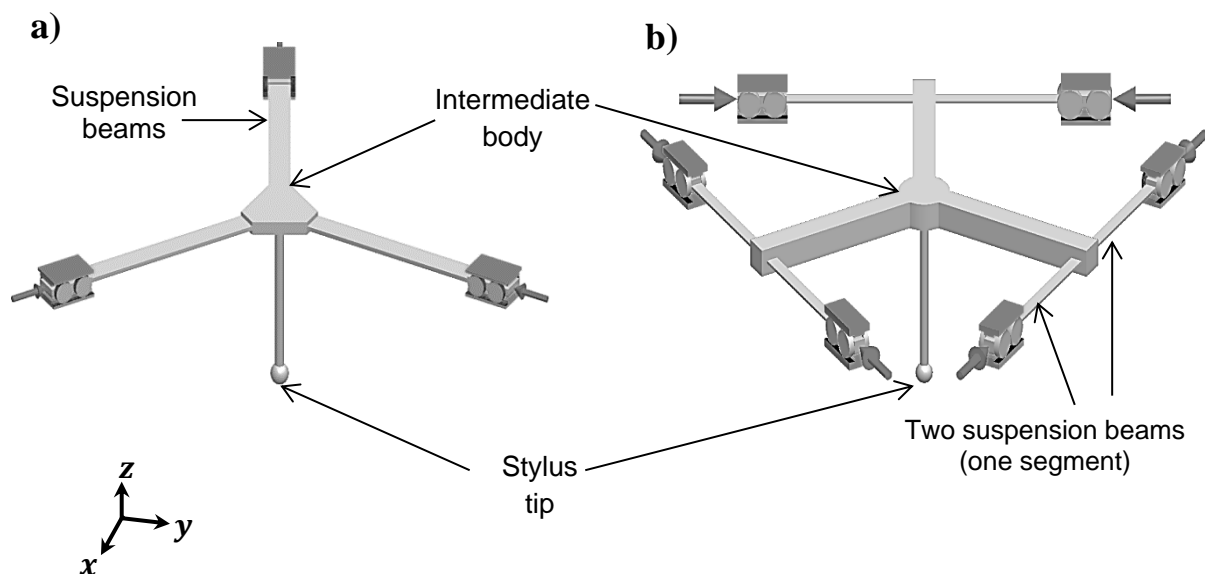 a)
b)
Suspension
beams
Intermediate
body
Two suspension beams
(one segment)
Stylus
tip
z
y
x